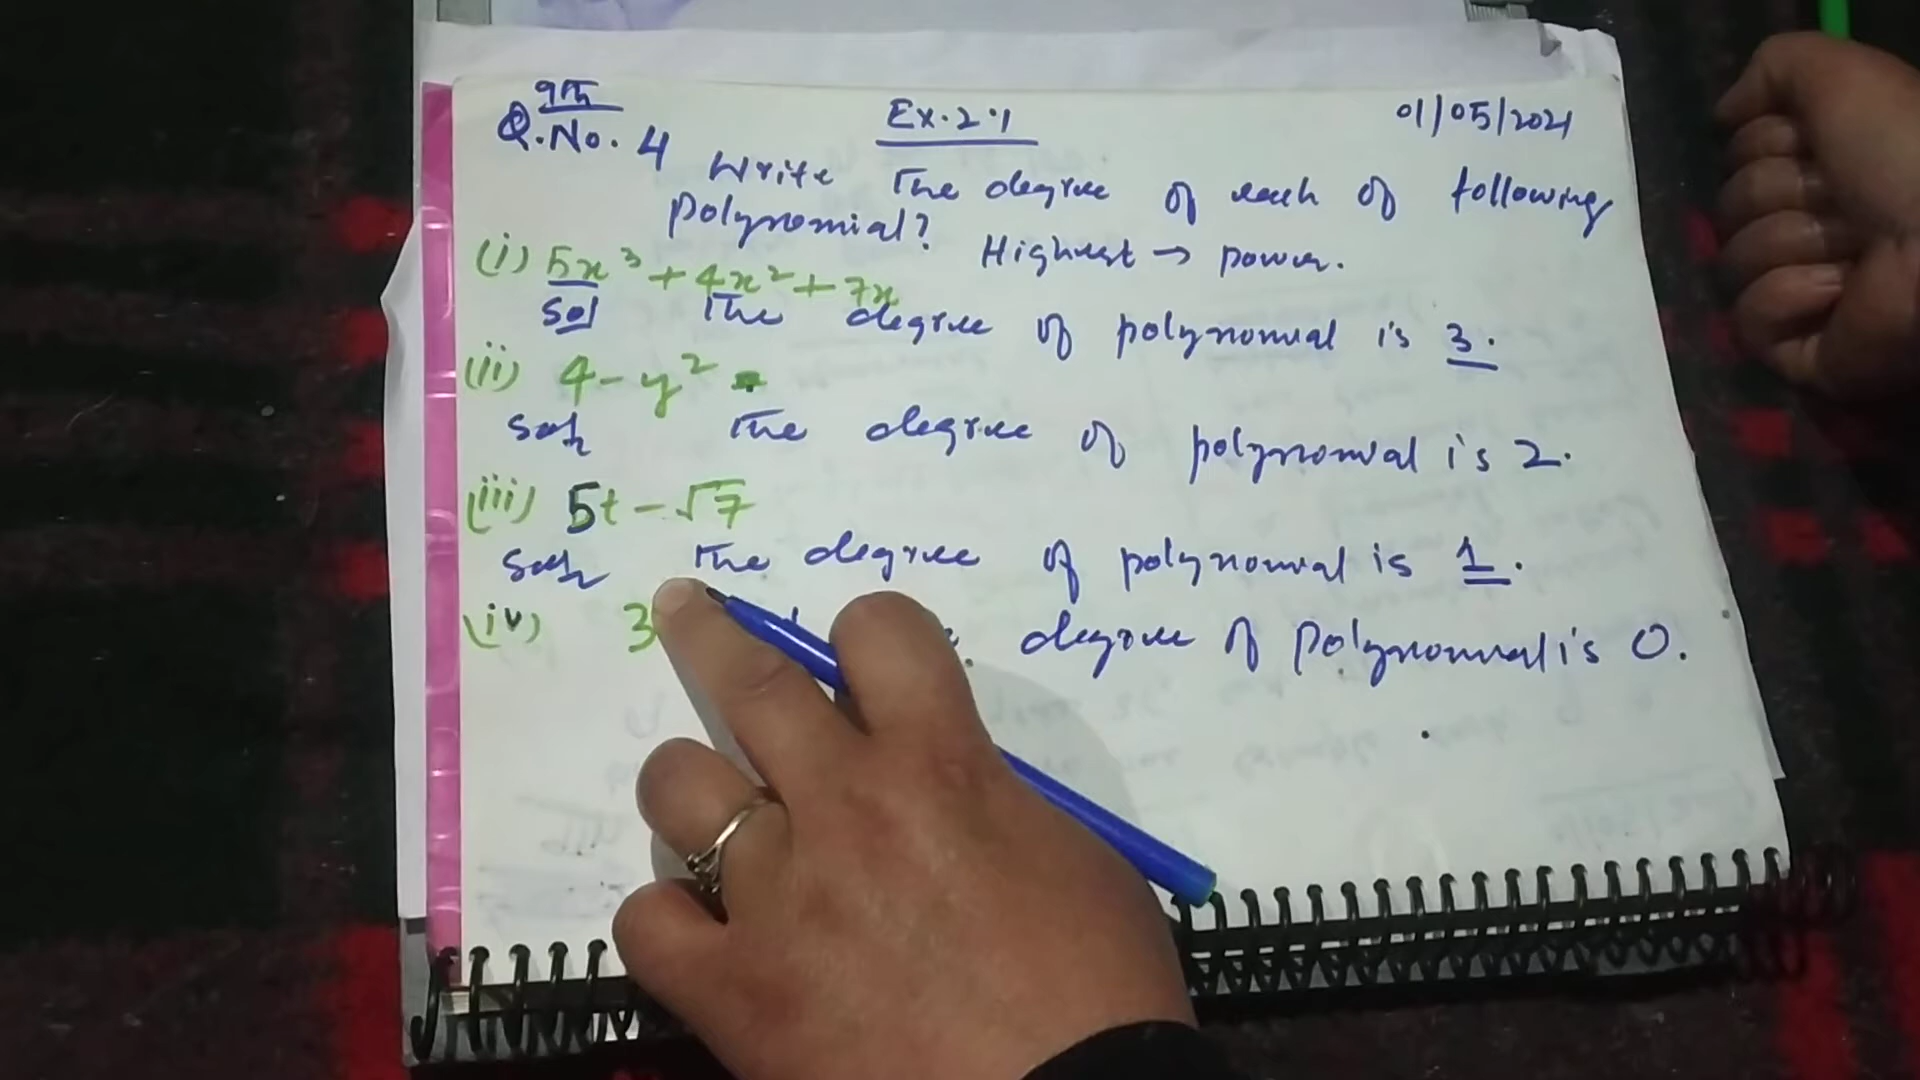 9th Ex.2.1 01/05/2021
Q.No. 4 Write the degree of each of following
polynomial? Highest → power.
(i) 5x³ + 4x² + 7x
Sol The degree of polynomial is 3.
(ii) 4 - y²
Soln The degree of polynomial is 2.
(iii) 5t - √7
Soln The degree of polynomial is 1.
(iv) 3 degree of polynomial is 0.